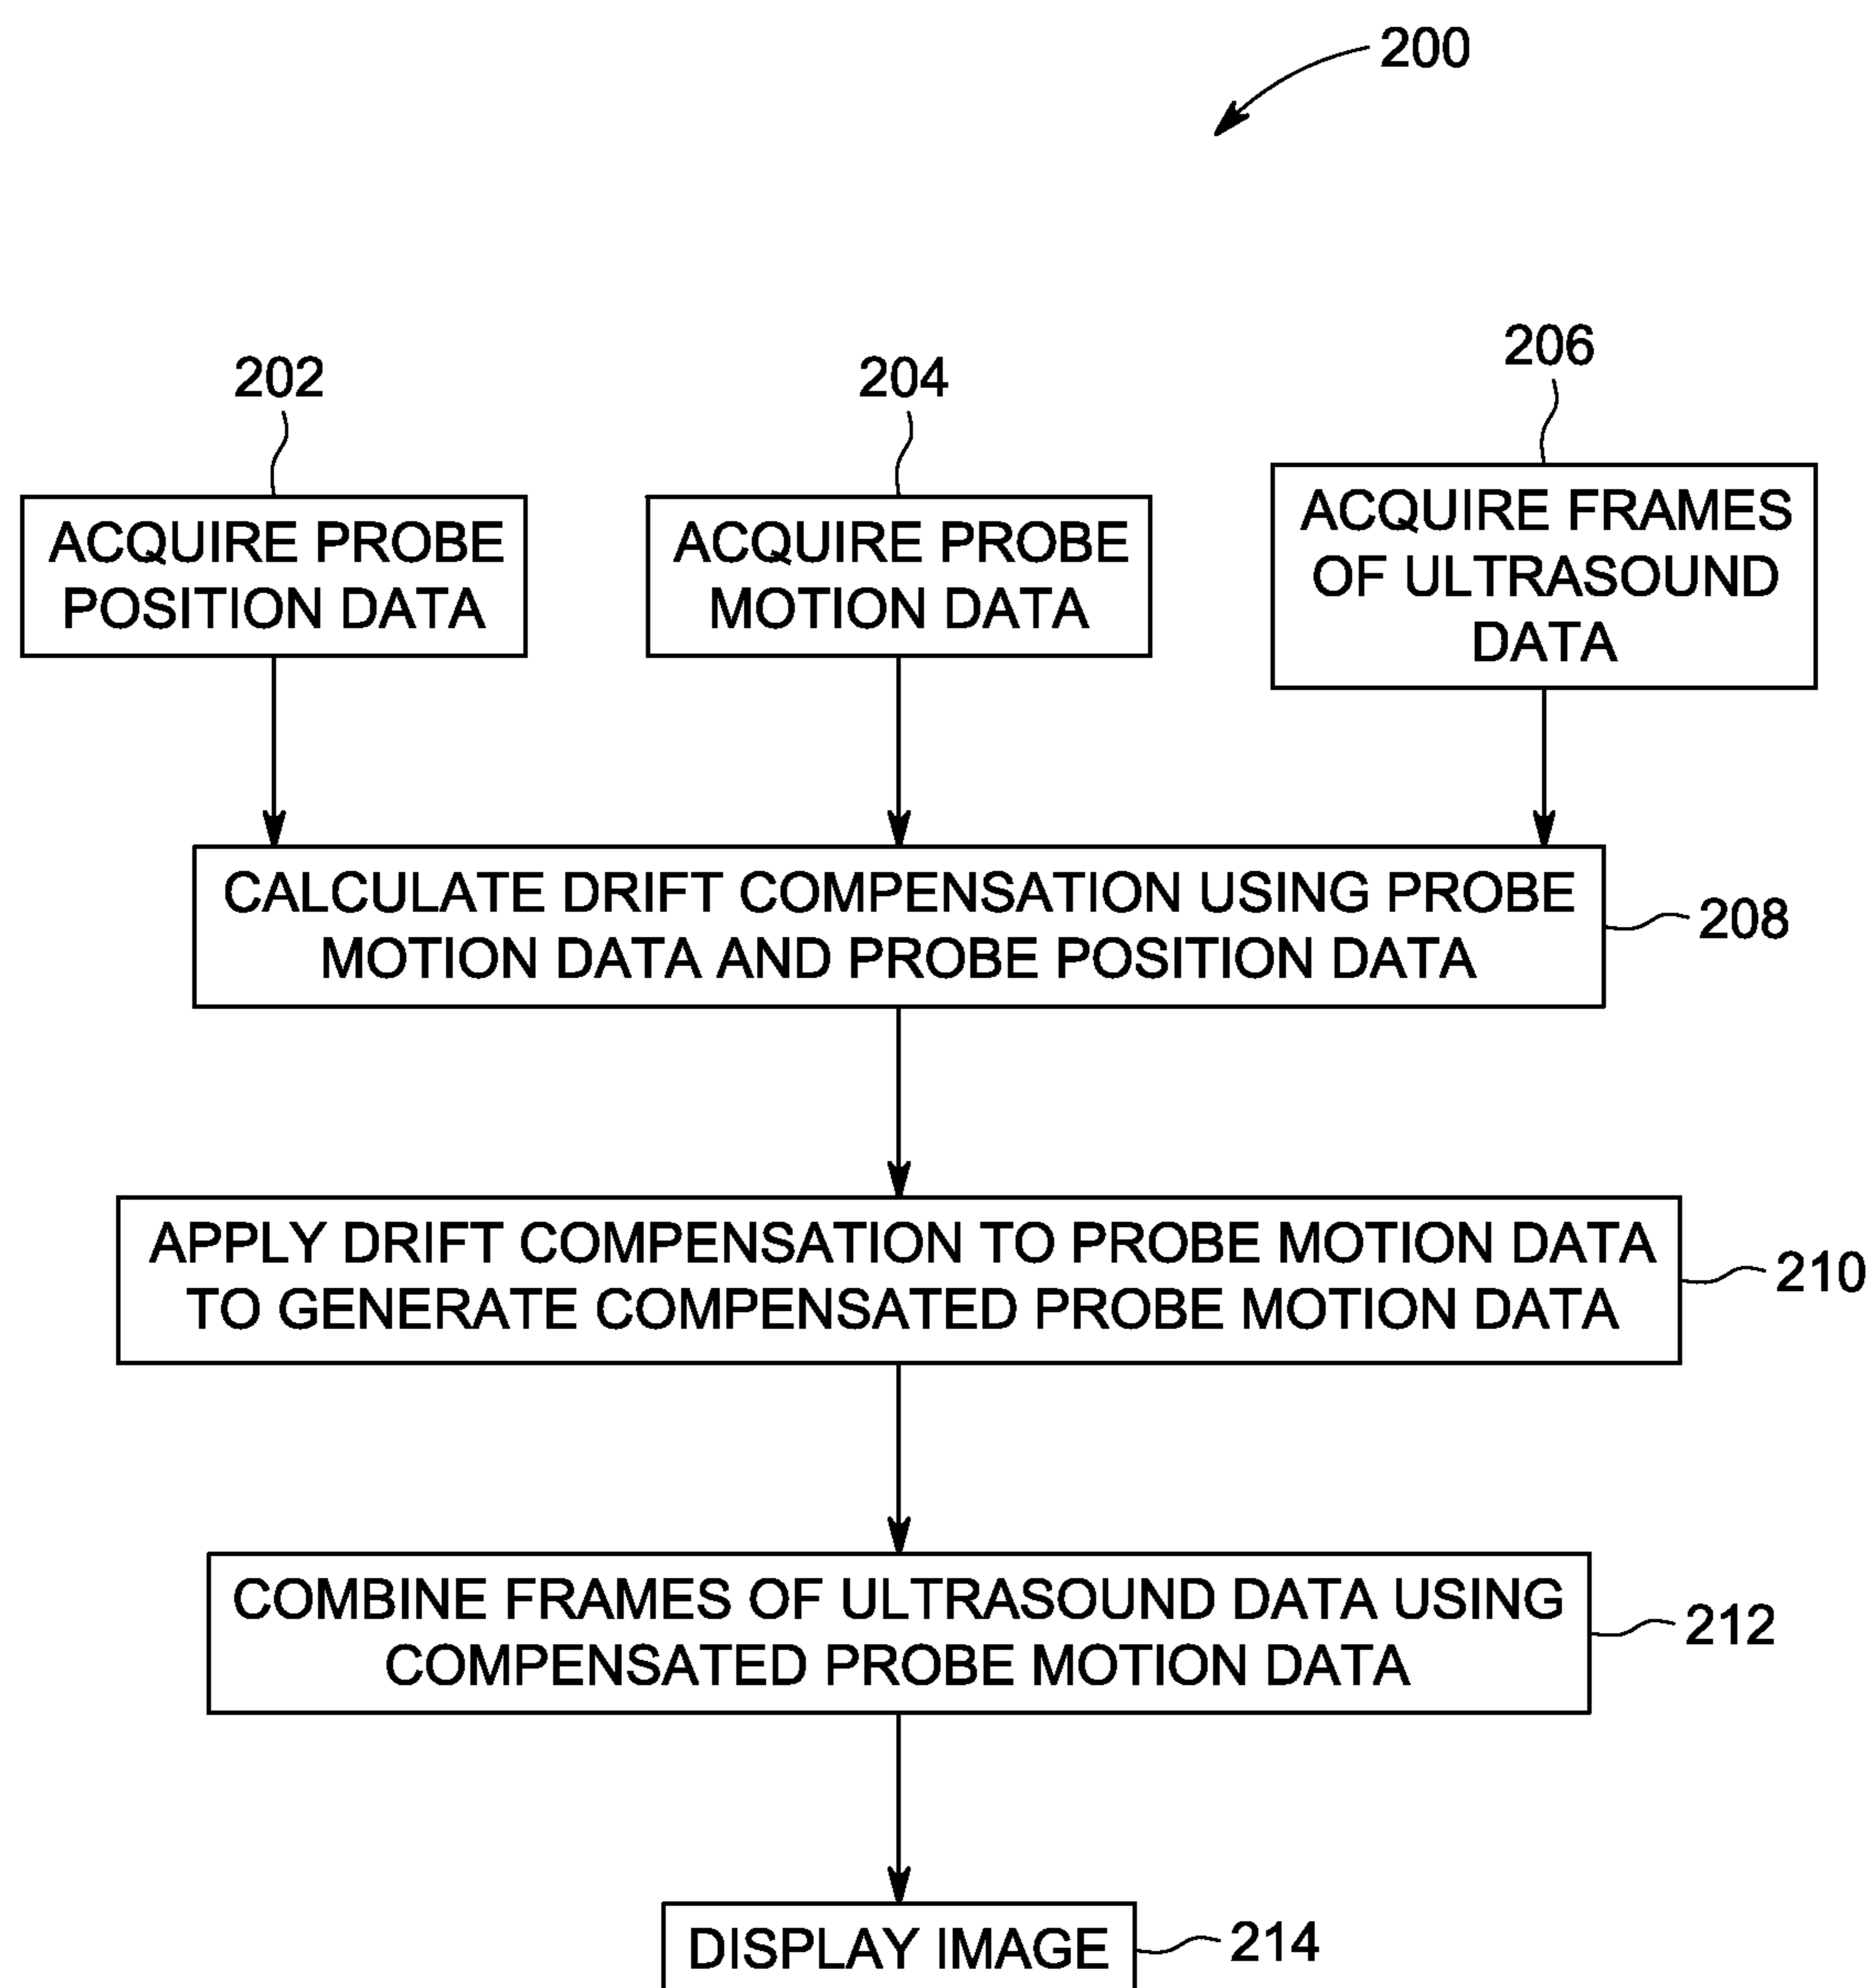 200
202
204
206
ACQUIRE PROBE
POSITION DATA
ACQUIRE PROBE
MOTION DATA
ACQUIRE FRAMES
OF ULTRASOUND
DATA
CALCULATE DRIFT COMPENSATION USING PROBE
MOTION DATA AND PROBE POSITION DATA
208
APPLY DRIFT COMPENSATION TO PROBE MOTION DATA
TO GENERATE COMPENSATED PROBE MOTION DATA
210
COMBINE FRAMES OF ULTRASOUND DATA USING
COMPENSATED PROBE MOTION DATA
212
DISPLAY IMAGE
214